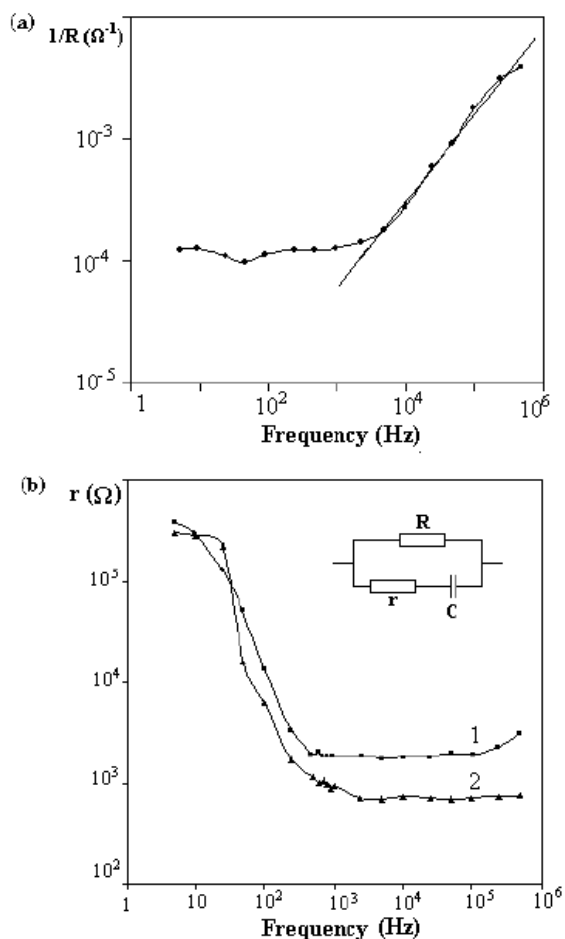 (a)
1/R (Ω⁻¹)
10⁻³
10⁻⁴
10⁻⁵
1 10² 10⁴ 10⁶
Frequency (Hz)
(b)
r (Ω)
R
r C
10⁵
10⁴
10³
10²
1
2
1 10 10² 10³ 10⁴ 10⁵ 10⁶
Frequency (Hz)